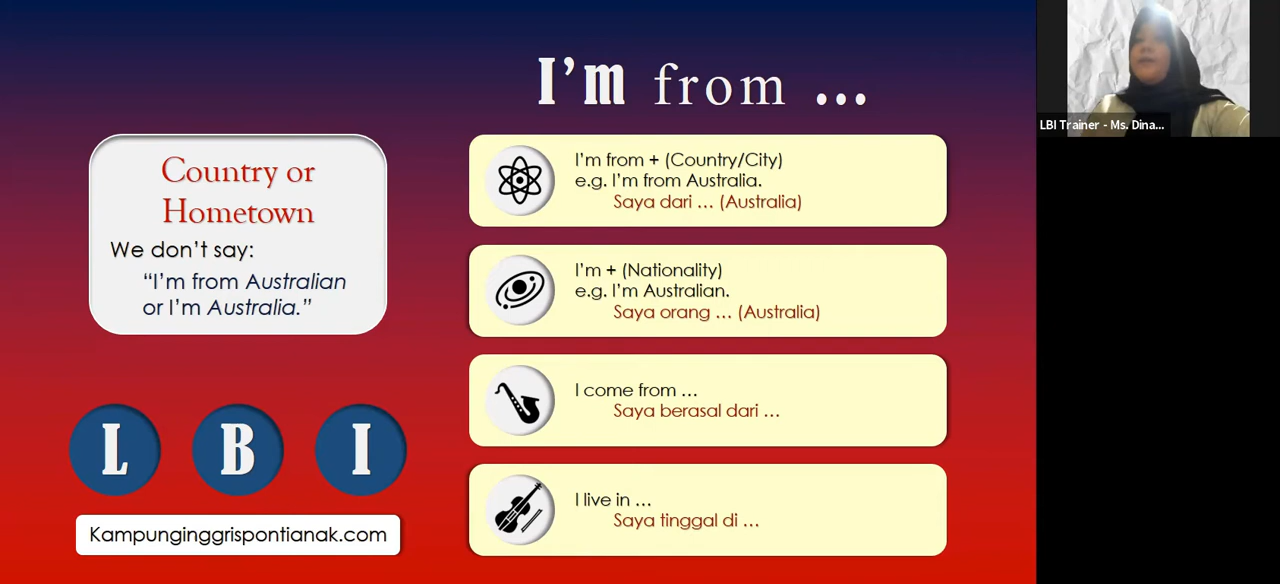 I'm from ...
Country or
Hometown
We don't say:
"I'm from Australian
or I'm Australia."
L B I
Kampunginggrispontianak.com
I'm from + (Country/City)
e.g. I'm from Australia.
Saya dari ... (Australia)
I'm + (Nationality)
e.g. I'm Australian.
Saya orang ... (Australia)
I come from ...
Saya berasal dari ...
I live in ...
Saya tinggal di ...
LBI Trainer - Ms. Dina...